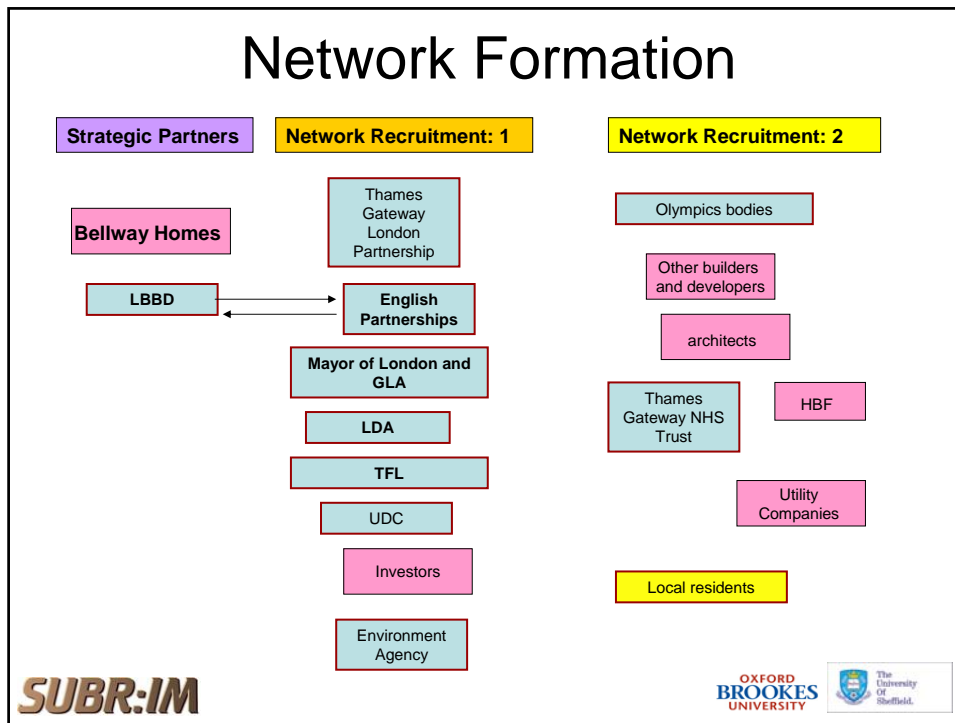 Network Formation
Strategic Partners
Bellway Homes
LBBD
Network Recruitment: 1
Thames
Gateway
London
Partnership
English
Partnerships
Mayor of London and
GLA
LDA
TFL
UDC
Investors
Environment
Agency
Network Recruitment: 2
Olympics bodies
Other builders
and developers
architects
Thames
Gateway NHS
Trust
HBF
Utility
Companies
Local residents
SUBR:IM
OXFORD
BROOKES
UNIVERSITY
The
University
Of
Sheffield.